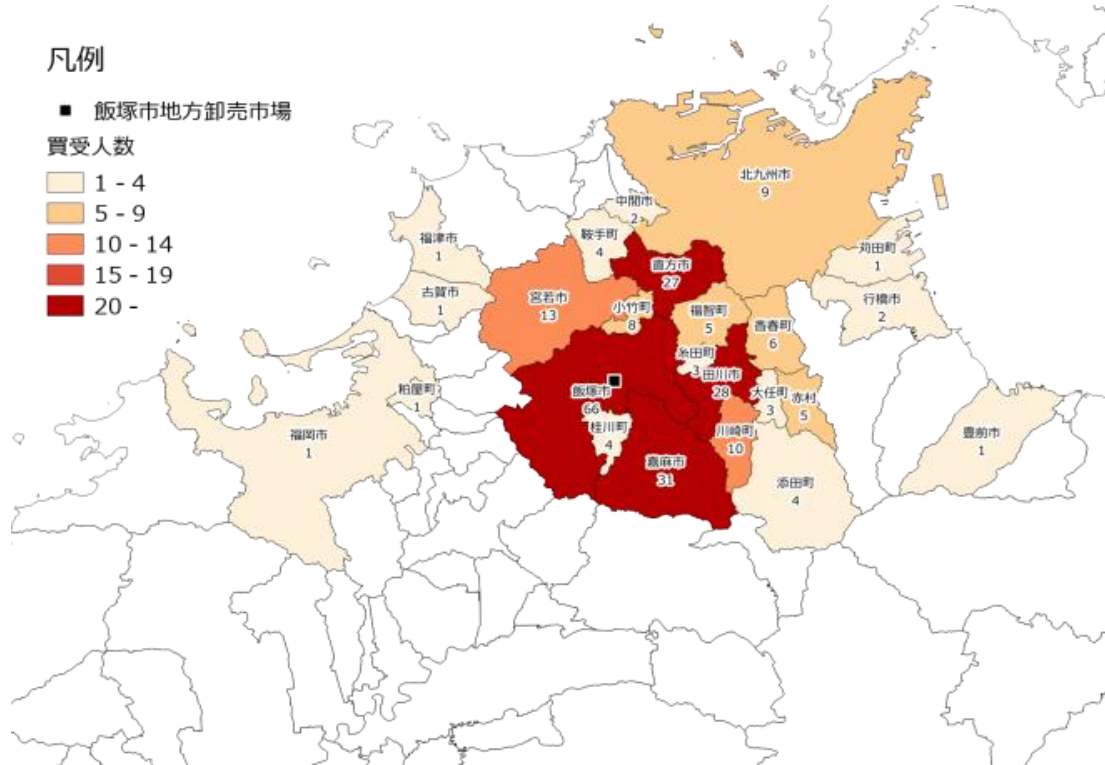 凡例
飯塚市地方卸売市場
買受人数
1 - 4
5 - 9
10 - 14
15 - 19
20 -
北九州市
9
中間市
2
鞍手町
4
福津市
1
苅田町
1
直方市
27
古賀市
1
宮若市
13
行橋市
2
小竹町
8
福智町
5
香春町
6
糸田町
3
田川市
28
粕屋町
1
飯塚市
66
大任町
3
赤村
5
桂川町
4
川崎町
10
福岡市
1
豊前市
1
嘉麻市
31
添田町
4